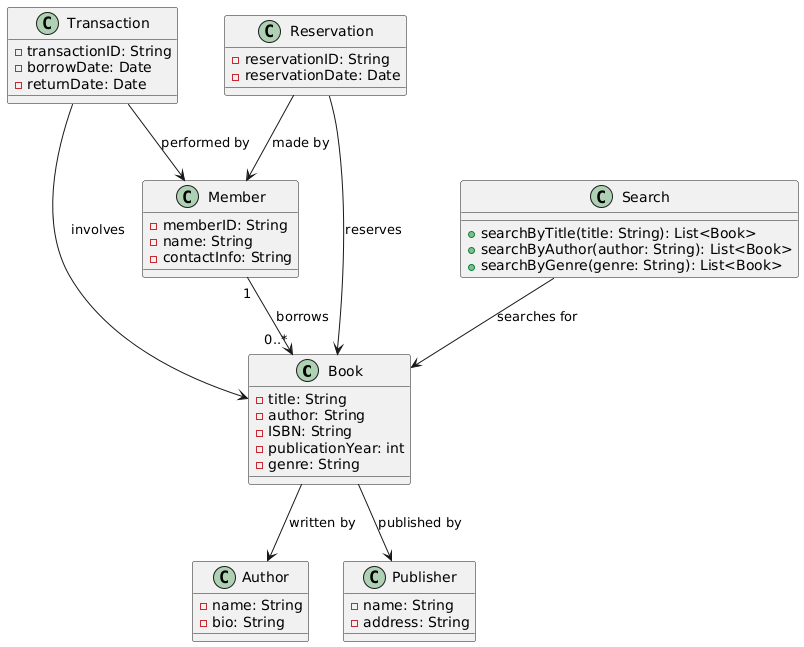 C Transaction
transactionID: String
borrowDate: Date
returnDate: Date
C Reservation
reservationID: String
reservationDate: Date
performed by
made by
C Member
memberID: String
name: String
contactInfo: String
C Search
searchByTitle(title: String): List<Book>
searchByAuthor(author: String): List<Book>
searchByGenre(genre: String): List<Book>
involves
reserves
1
borrows
0..*
searches for
C Book
title: String
author: String
ISBN: String
publicationYear: int
genre: String
written by
published by
C Author
name: String
bio: String
C Publisher
name: String
address: String